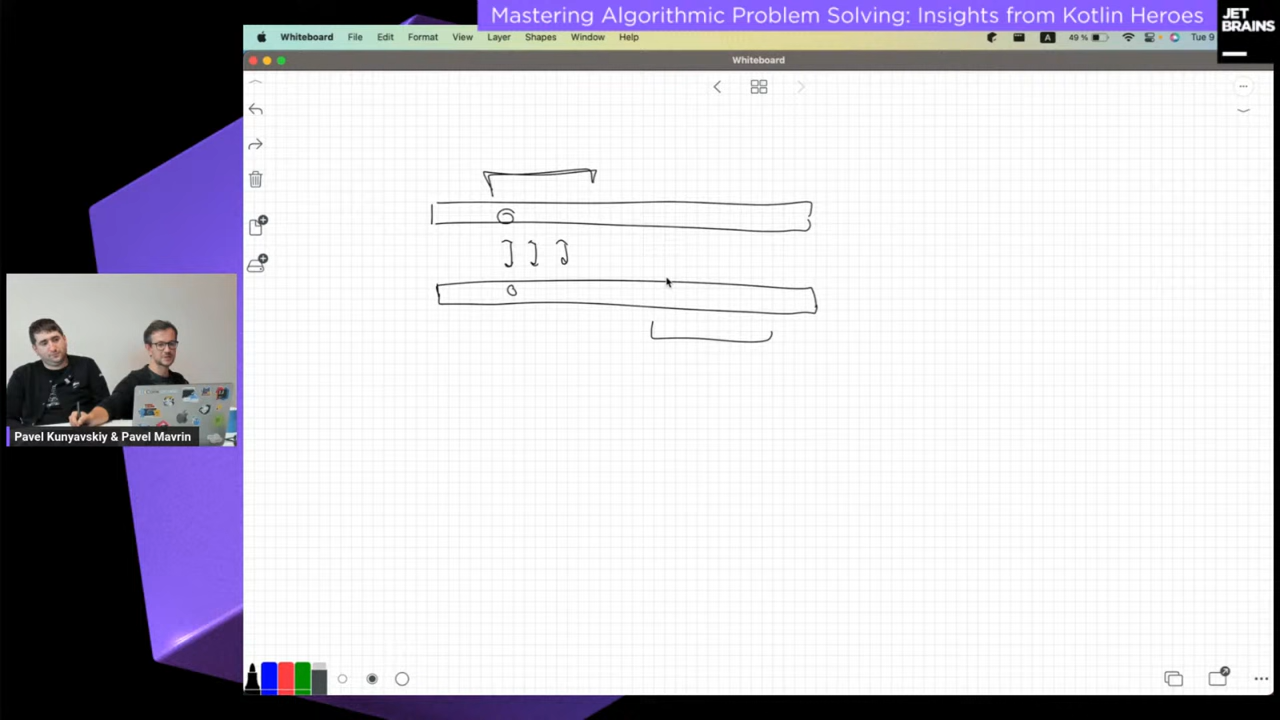 Mastering Algorithmic Problem Solving: Insights from Kotlin Heroes
JET
BRAINS
Whiteboard File Edit Format View Layer Shapes Window Help
A 49 % Tue 9
Whiteboard
Pavel Kunyavskiy & Pavel Mavrin